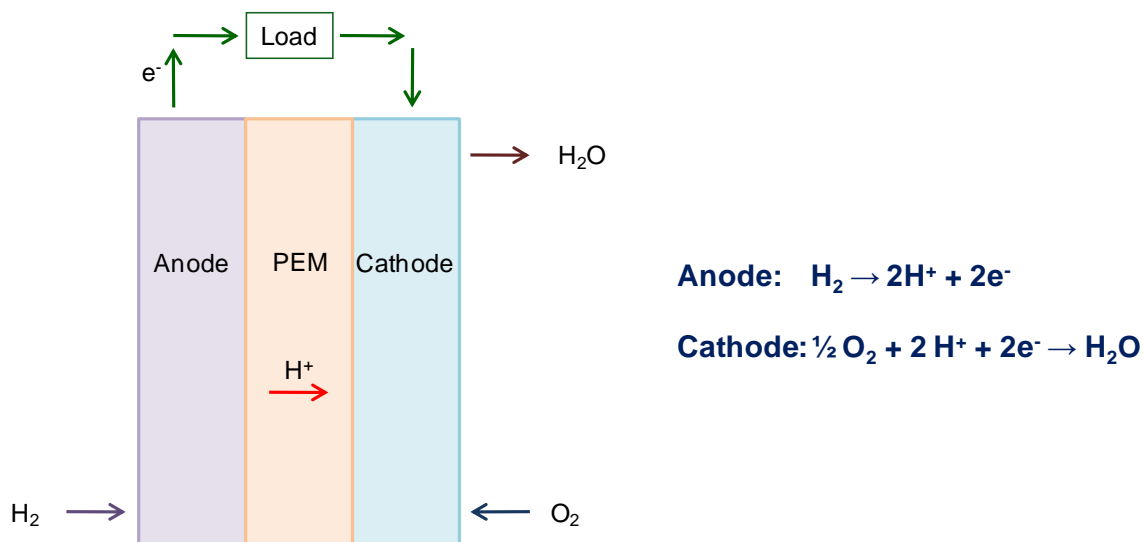 Load
e⁻
H₂O
Anode
PEM
Cathode
Anode: H₂ → 2H⁺ + 2e⁻
Cathode: ½ O₂ + 2 H⁺ + 2e⁻ → H₂O
H⁺
H₂
O₂